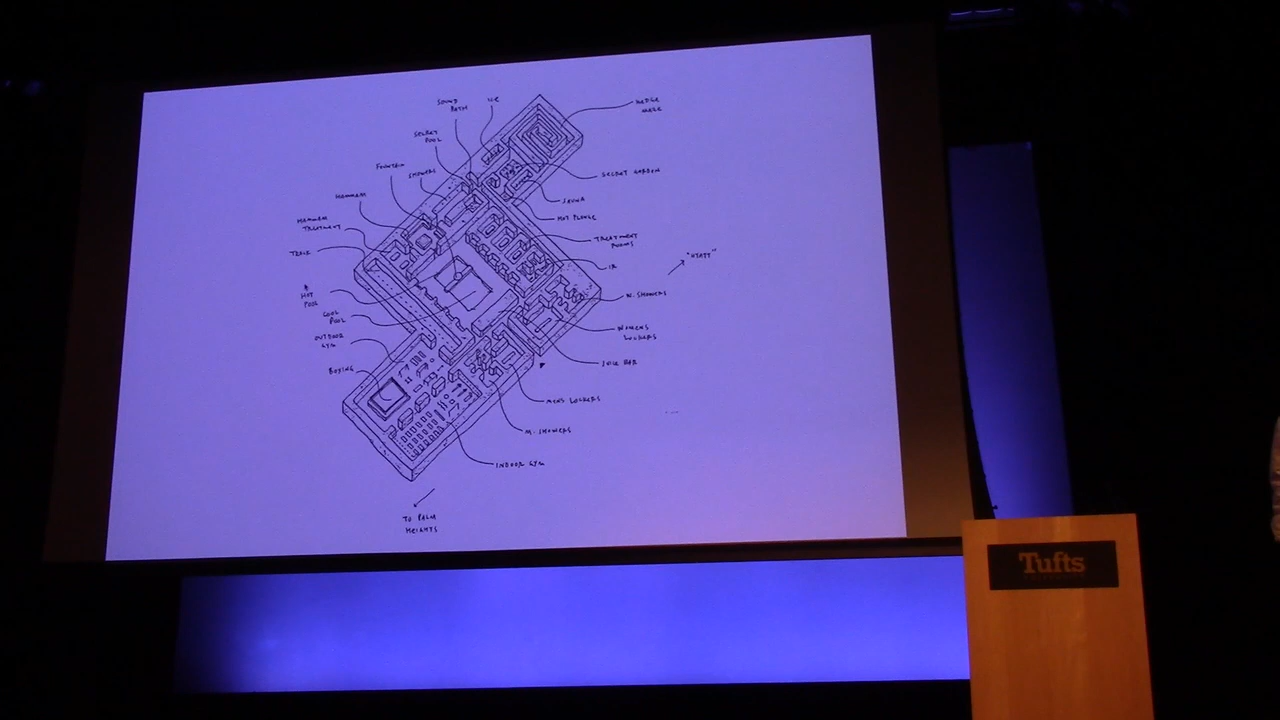 SOUND
BATH
ICE
HEDGE
MAZE
SECRET
POOL
FOUNTAIN
SHOWERS
SECRET GARDEN
HAMMAM
SAUNA
HOT PLUNGE
HAMMAM
TREATMENT
TREATMENT
ROOMS
"HYATT"
HOT
POOL
W. SHOWERS
COOL
POOL
WOMENS
LOCKERS
OUTDOOR
GYM
JUICE BAR
BOXING
MENS LOCKERS
M. SHOWERS
INDOOR GYM
TO PALM
HEIGHTS
Tufts